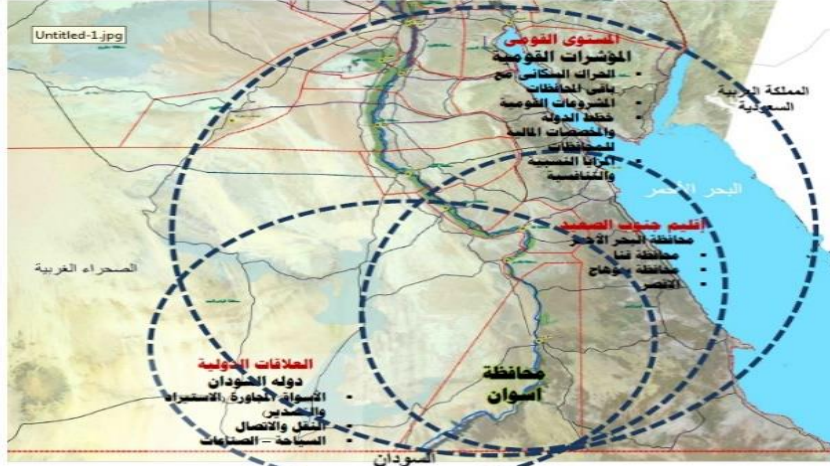 Untitled-1.jpg
المستوى القومى
المؤشرات القومية
الحراك السكانى مع
باقى المحافظات
المشروعات القومية
خطط الدولة
والمخصصات المالية
للمحافظات
المزايا النسبية
والتنافسية
المملكة العربية
السعودية
البحر الأحمر
إقليم جنوب الصعيد
محافظة البحر الأحمر
محافظة قنا
محافظة سوهاج
الأقصر
الصحراء الغربية
العلاقات الدولية
دوله السودان
الأسواق المجاورة (الاستيراد
والتصدير)
النقل والاتصال
السياحة – الصناعات
محافظة
اسوان
السودان